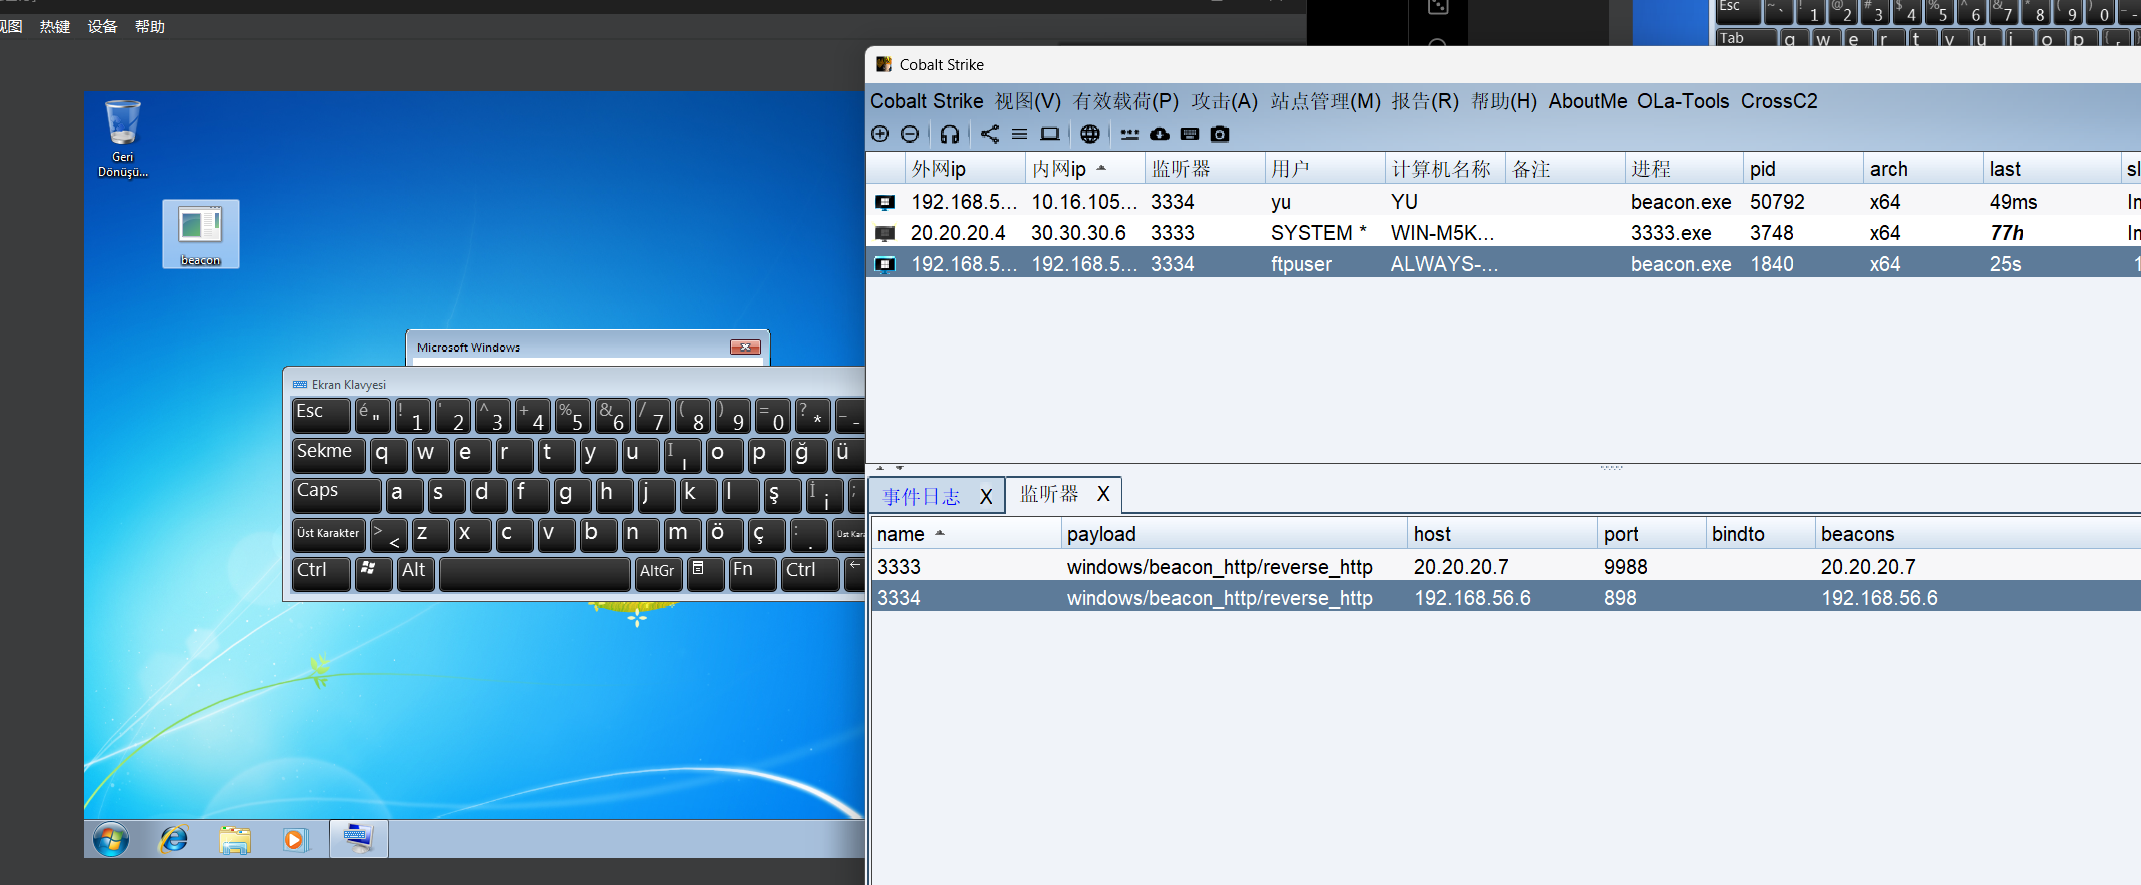 视图 热键 设备 帮助
Geri
Dönüşü...
beacon
Microsoft Windows
Ekran Klavyesi
Esc é " ! 1 ' 2 ^ 3 + 4 % 5 & 6 / 7 ( 8 ) 9 = 0 ? * _ -
Sekme q w e r t y u I ı o p ğ ü
Caps a s d f g h j k l ş İ i ;
Üst Karakter > < z x c v b n m ö ç : . Üst Kara
Ctrl Alt AltGr Fn Ctrl
Esc ~ ` ! 1 @ 2 # 3 $ 4 % 5 ^ 6 & 7 * 8 ( 9 ) 0 _ -
Tab q w e r t y u i o p
Cobalt Strike
Cobalt Strike 视图(V) 有效载荷(P) 攻击(A) 站点管理(M) 报告(R) 帮助(H) AboutMe OLa-Tools CrossC2
外网ip 内网ip 监听器 用户 计算机名称 备注 进程 pid arch last sl
192.168.5... 10.16.105... 3334 yu YU beacon.exe 50792 x64 49ms
20.20.20.4 30.30.30.6 3333 SYSTEM * WIN-M5K... 3333.exe 3748 x64 77h
192.168.5... 192.168.5... 3334 ftpuser ALWAYS-... beacon.exe 1840 x64 25s
事件日志 X 监听器 X
name payload host port bindto beacons
3333 windows/beacon_http/reverse_http 20.20.20.7 9988 20.20.20.7
3334 windows/beacon_http/reverse_http 192.168.56.6 898 192.168.56.6